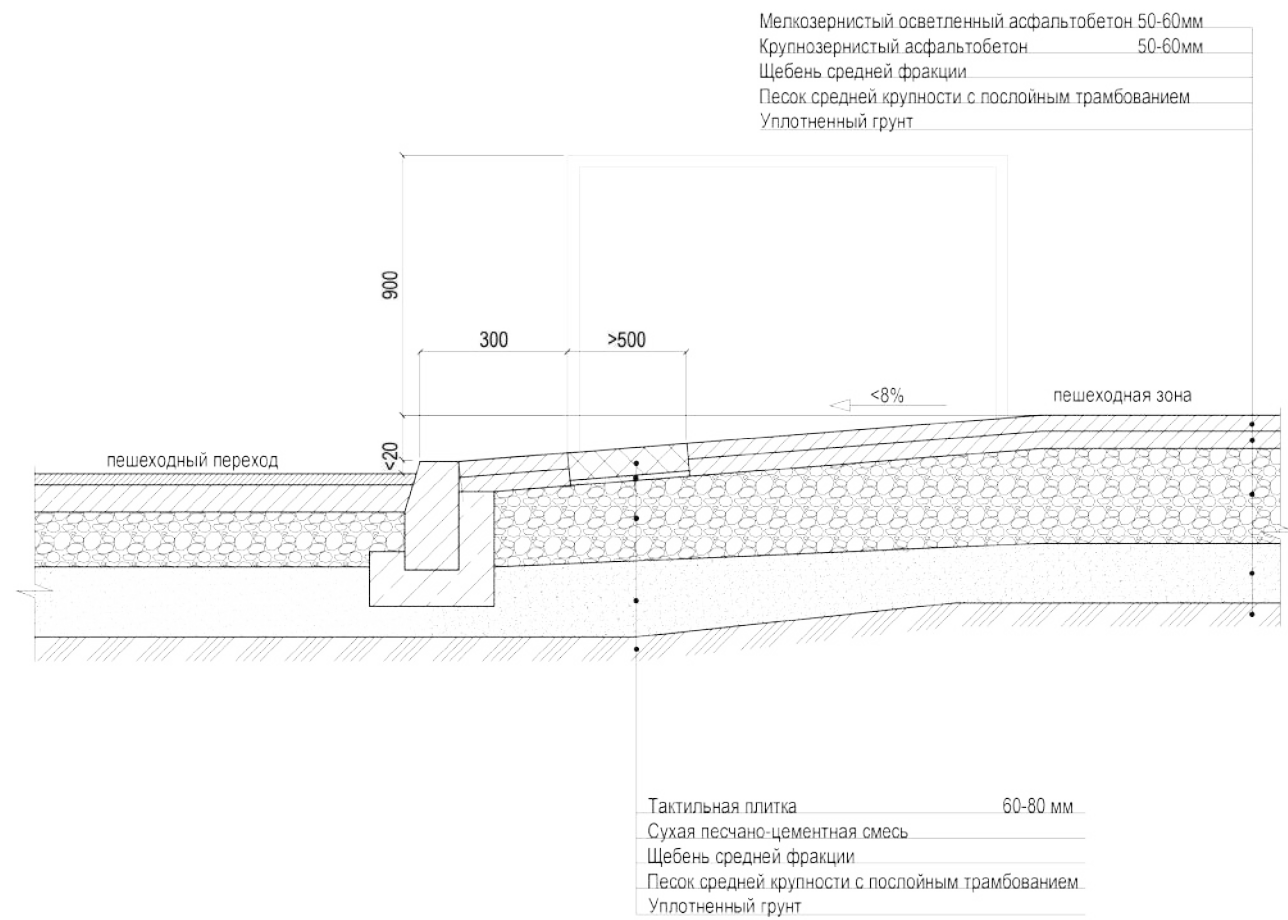 Мелкозернистый осветленный асфальтобетон 50-60мм
Крупнозернистый асфальтобетон 50-60мм
Щебень средней фракции
Песок средней крупности с послойным трамбованием
Уплотненный грунт
900
300
>500
<8%
пешеходная зона
<20
пешеходный переход
Тактильная плитка 60-80 мм
Сухая песчано-цементная смесь
Щебень средней фракции
Песок средней крупности с послойным трамбованием
Уплотненный грунт